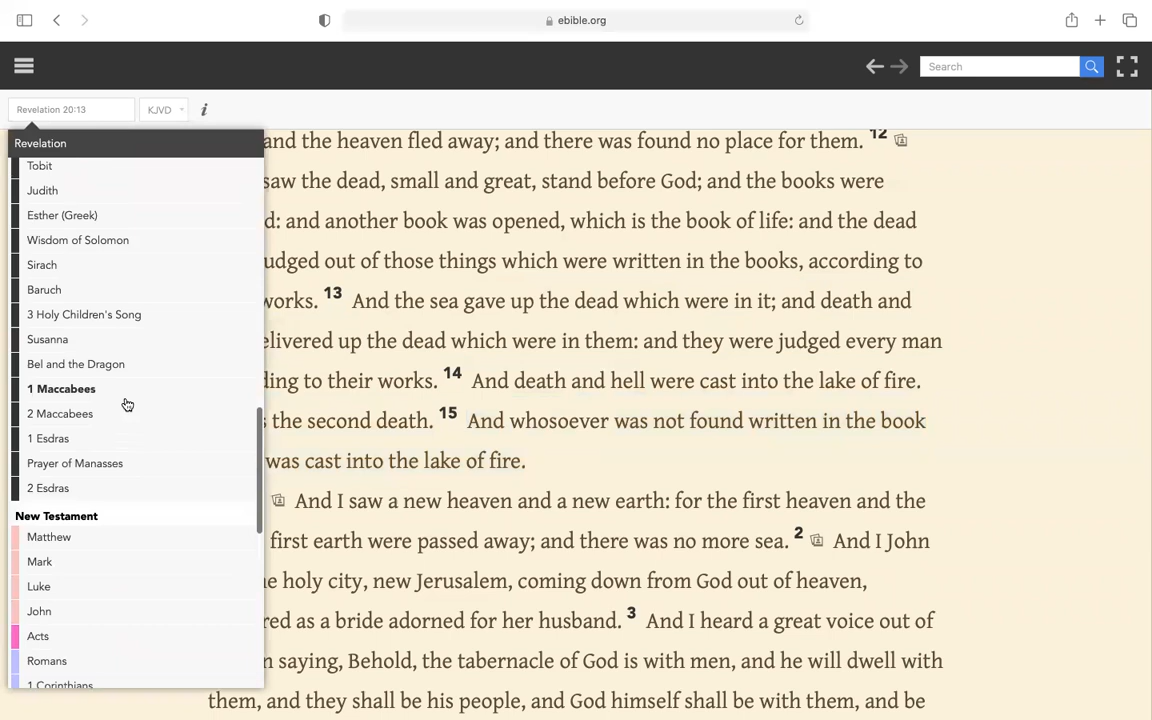 ebible.org
Search
Revelation 20:13
KJVD
i
Revelation
Tobit
Judith
Esther (Greek)
Wisdom of Solomon
Sirach
Baruch
3 Holy Children's Song
Susanna
Bel and the Dragon
1 Maccabees
2 Maccabees
1 Esdras
Prayer of Manasses
2 Esdras
New Testament
Matthew
Mark
Luke
John
Acts
Romans
1 Corinthians
and the heaven fled away; and there was found no place for them. 12
saw the dead, small and great, stand before God; and the books were
d: and another book was opened, which is the book of life: and the dead
udged out of those things which were written in the books, according to
works. 13 And the sea gave up the dead which were in it; and death and
elivered up the dead which were in them: and they were judged every man
ding to their works. 14 And death and hell were cast into the lake of fire.
the second death. 15 And whosoever was not found written in the book
was cast into the lake of fire.
And I saw a new heaven and a new earth: for the first heaven and the
first earth were passed away; and there was no more sea. 2 And I John
e holy city, new Jerusalem, coming down from God out of heaven,
red as a bride adorned for her husband. 3 And I heard a great voice out of
n saying, Behold, the tabernacle of God is with men, and he will dwell with
them, and they shall be his people, and God himself shall be with them, and be